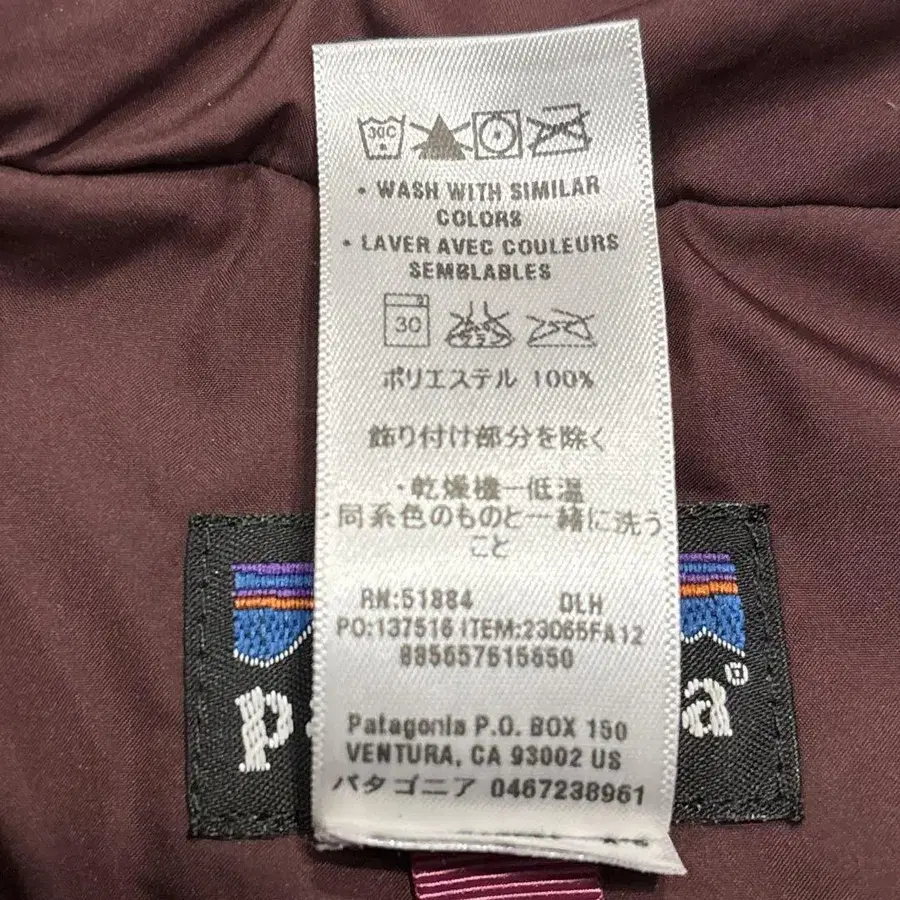 30C
• WASH WITH SIMILAR
COLORS
• LAVER AVEC COULEURS
SEMBLABLES
30
ポリエステル 100%
飾り付け部分を除く
・乾燥機一低温
同系色のものと一緒に洗う
こと
RN:51884 DLH
PO:137516 ITEM:23065FA12
885657615650
Patagonia P.O. BOX 150
VENTURA, CA 93002 US
パタゴニア 0467238961
p
a